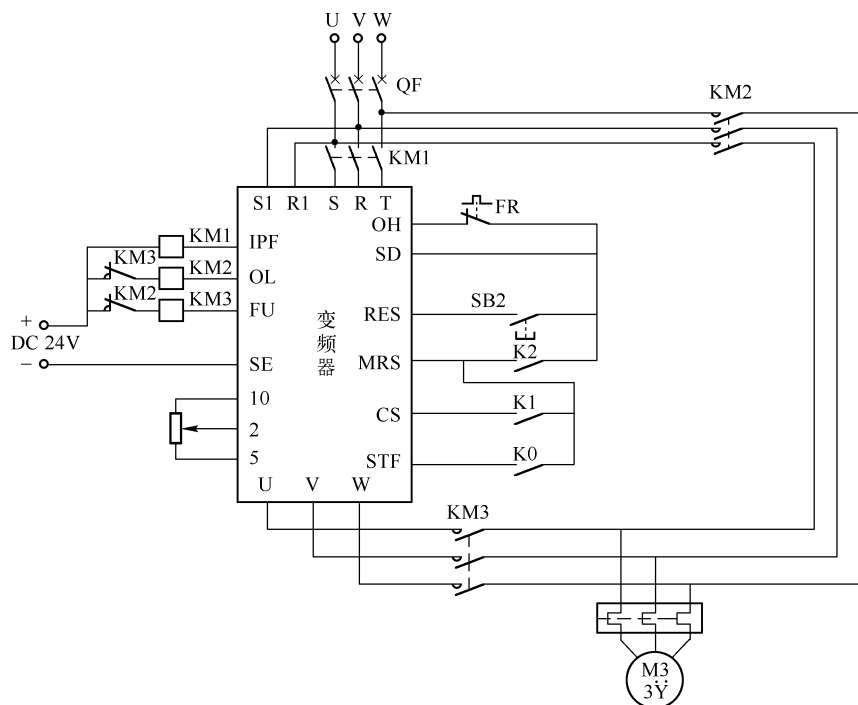 U V W
QF
KM2
KM1
S1 R1 S R T
OH
FR
SD
KM1
IPF
KM3
KM2
OL
KM2
KM3
FU
RES
SB2
变频器
+
DC 24V
−
MRS
K2
SE
10
CS
K1
2
5
STF
K0
U V W
KM3
M3
3Ÿ